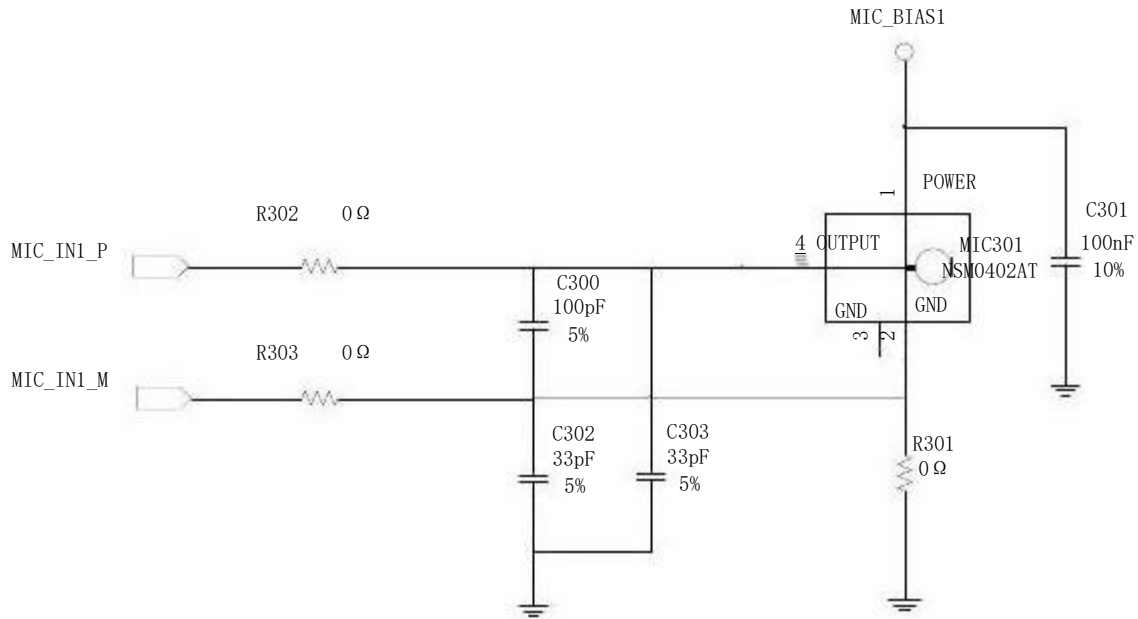 MIC_BIAS1
1
POWER
R302 0Ω
C301
MIC_IN1_P
4 OUTPUT
MIC301
100nF
NSM0402AT
10%
C300
100pF
5%
GND
GND
3
2
R303 0Ω
MIC_IN1_M
C302
33pF
5%
C303
33pF
5%
R301
0Ω